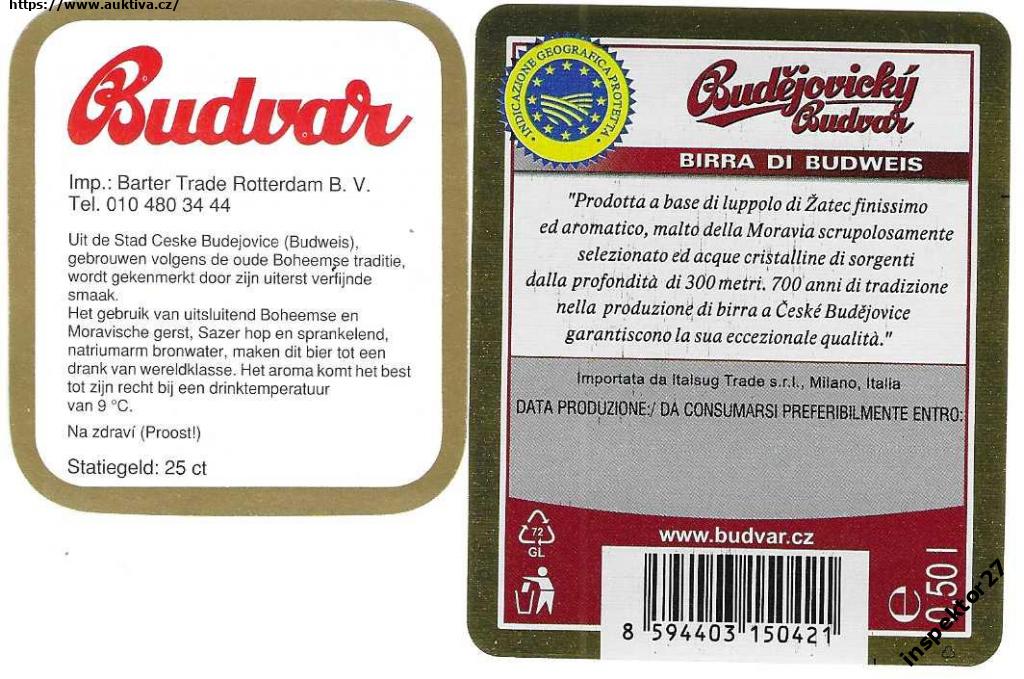 https://www.auktiva.cz/
Budvar
Imp.: Barter Trade Rotterdam B. V.
Tel. 010 480 34 44
Uit de Stad Ceske Budejovice (Budweis),
gebrouwen volgens de oude Boheemse traditie,
wordt gekenmerkt door zijn uiterst verfijnde
smaak.
Het gebruik van uitsluitend Boheemse en
Moravische gerst, Sazer hop en sprankelend,
natriumarm bronwater, maken dit bier tot een
drank van wereldklasse. Het aroma komt het best
tot zijn recht bij een drinktemperatuur
van 9 °C.
Na zdraví (Proost!)
Statiegeld: 25 ct
INDICAZIONE GEOGRAFICA PROTETTA
Budějovický
Budvar
BIRRA DI BUDWEIS
"Prodotta a base di luppolo di Žatec finissimo
ed aromatico, malto della Moravia scrupolosamente
selezionato ed acque cristalline di sorgenti
dalla profondità di 300 metri. 700 anni di tradizione
nella produzione di birra a České Budějovice
garantiscono la sua eccezionale qualità."
Importata da Italsug Trade s.r.l., Milano, Italia
DATA PRODUZIONE:/ DA CONSUMARSI PREFERIBILMENTE ENTRO:
72
GL
www.budvar.cz
8 594403 150421
e 0,50 l
inspektor27